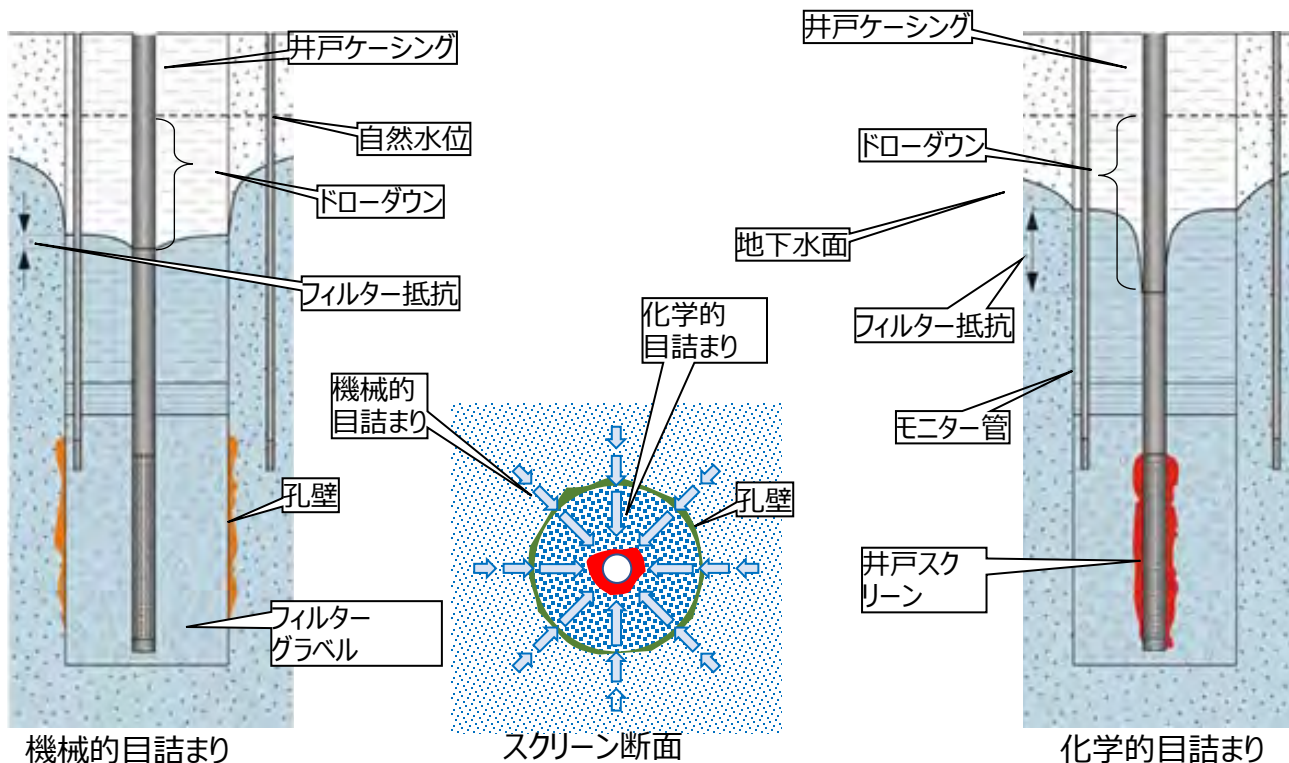 井戸ケーシング
自然水位
ドローダウン
フィルター抵抗
孔壁
フィルター
グラベル
機械的目詰まり
化学的
目詰まり
機械的
目詰まり
孔壁
スクリーン断面
井戸ケーシング
ドローダウン
地下水面
フィルター抵抗
モニター管
井戸スク
リーン
化学的目詰まり